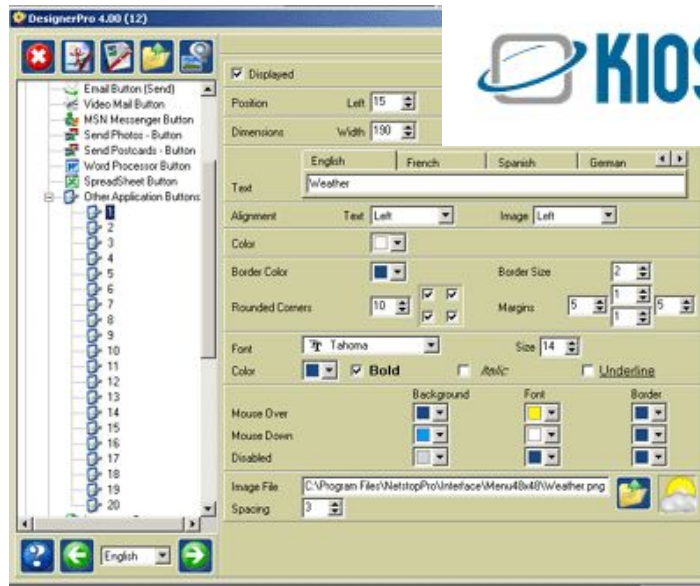 DesignerPro 4.00 (12)
KIOS
Displayed
Position Left 15
Dimensions Width 190
English French Spanish German
Text Weather
Alignment Text Left Image Left
Color
Border Color Border Size 2
Rounded Corners 10 Margins 5 1 5
1
Font Tahoma Size 14
Color Bold Italic Underline
Background Font Border
Mouse Over
Mouse Down
Disabled
Image File C:\Program Files\NetstopPro\Interface\Menu48x48\Weather.png
Spacing 3
Email Button (Send)
Video Mail Button
MSN Messenger Button
Send Photos - Button
Send Postcards - Button
Word Processor Button
SpreadSheet Button
Other Application Buttons
1
2
3
4
5
6
7
8
9
10
11
12
13
14
15
16
17
18
19
20
English